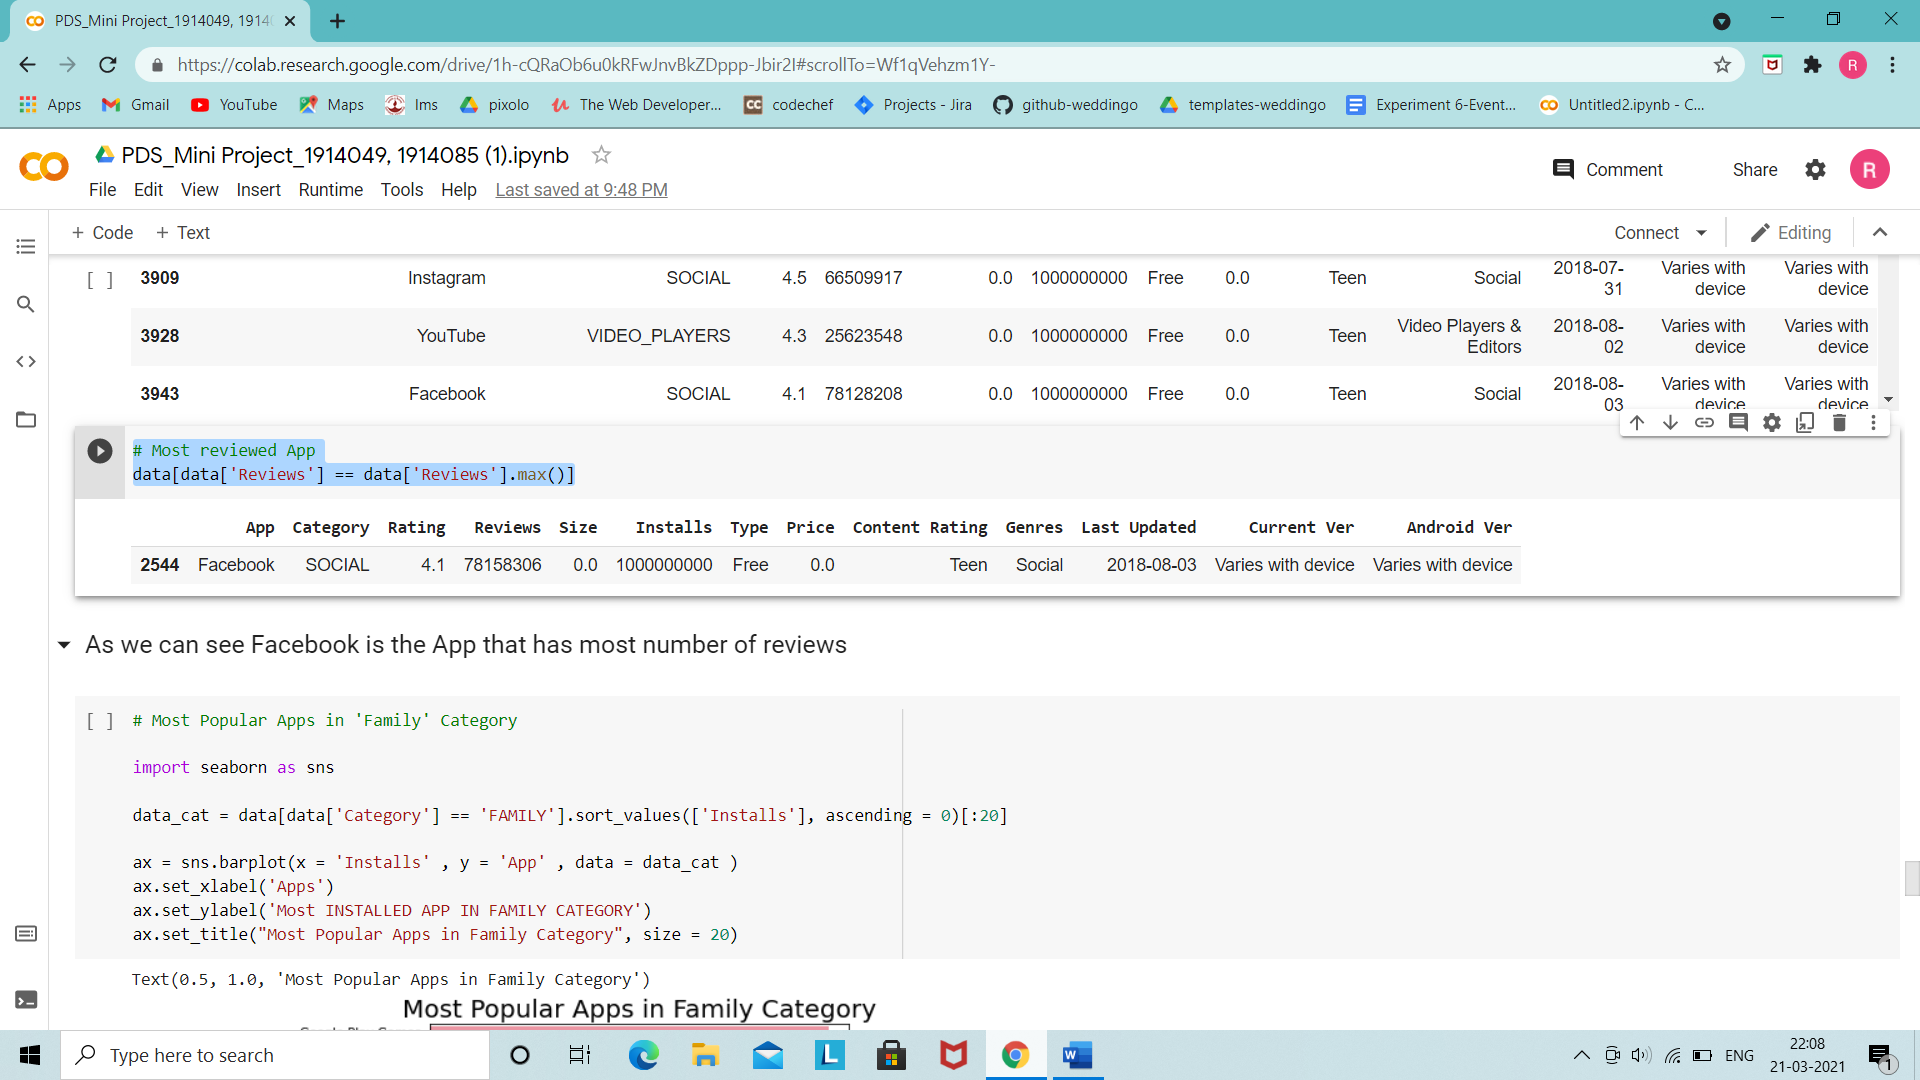 PDS_Mini Project_1914049, 1914
https://colab.research.google.com/drive/1h-cQRaOb6u0kRFwJnvBkZDppp-Jbir2I#scrollTo=Wf1qVehzm1Y-
R
Apps Gmail YouTube Maps lms pixolo The Web Developer... codechef Projects - Jira github-weddingo templates-weddingo Experiment 6-Event... Untitled2.ipynb - C...
PDS_Mini Project_1914049, 1914085 (1).ipynb
Comment Share R
File Edit View Insert Runtime Tools Help Last saved at 9:48 PM
+ Code + Text Connect Editing
[ ] 3909 Instagram SOCIAL 4.5 66509917 0.0 1000000000 Free 0.0 Teen Social 2018-07-31 Varies with device Varies with device
3928 YouTube VIDEO_PLAYERS 4.3 25623548 0.0 1000000000 Free 0.0 Teen Video Players & Editors 2018-08-02 Varies with device Varies with device
3943 Facebook SOCIAL 4.1 78128208 0.0 1000000000 Free 0.0 Teen Social 2018-08-03 Varies with device Varies with device
# Most reviewed App
data[data['Reviews'] == data['Reviews'].max()]
App Category Rating Reviews Size Installs Type Price Content Rating Genres Last Updated Current Ver Android Ver
2544 Facebook SOCIAL 4.1 78158306 0.0 1000000000 Free 0.0 Teen Social 2018-08-03 Varies with device Varies with device
As we can see Facebook is the App that has most number of reviews
[ ] # Most Popular Apps in 'Family' Category
import seaborn as sns
data_cat = data[data['Category'] == 'FAMILY'].sort_values(['Installs'], ascending = 0)[:20]
ax = sns.barplot(x = 'Installs' , y = 'App' , data = data_cat )
ax.set_xlabel('Apps')
ax.set_ylabel('Most INSTALLED APP IN FAMILY CATEGORY')
ax.set_title("Most Popular Apps in Family Category", size = 20)
Text(0.5, 1.0, 'Most Popular Apps in Family Category')
Most Popular Apps in Family Category
Type here to search
ENG
22:08
21-03-2021
1